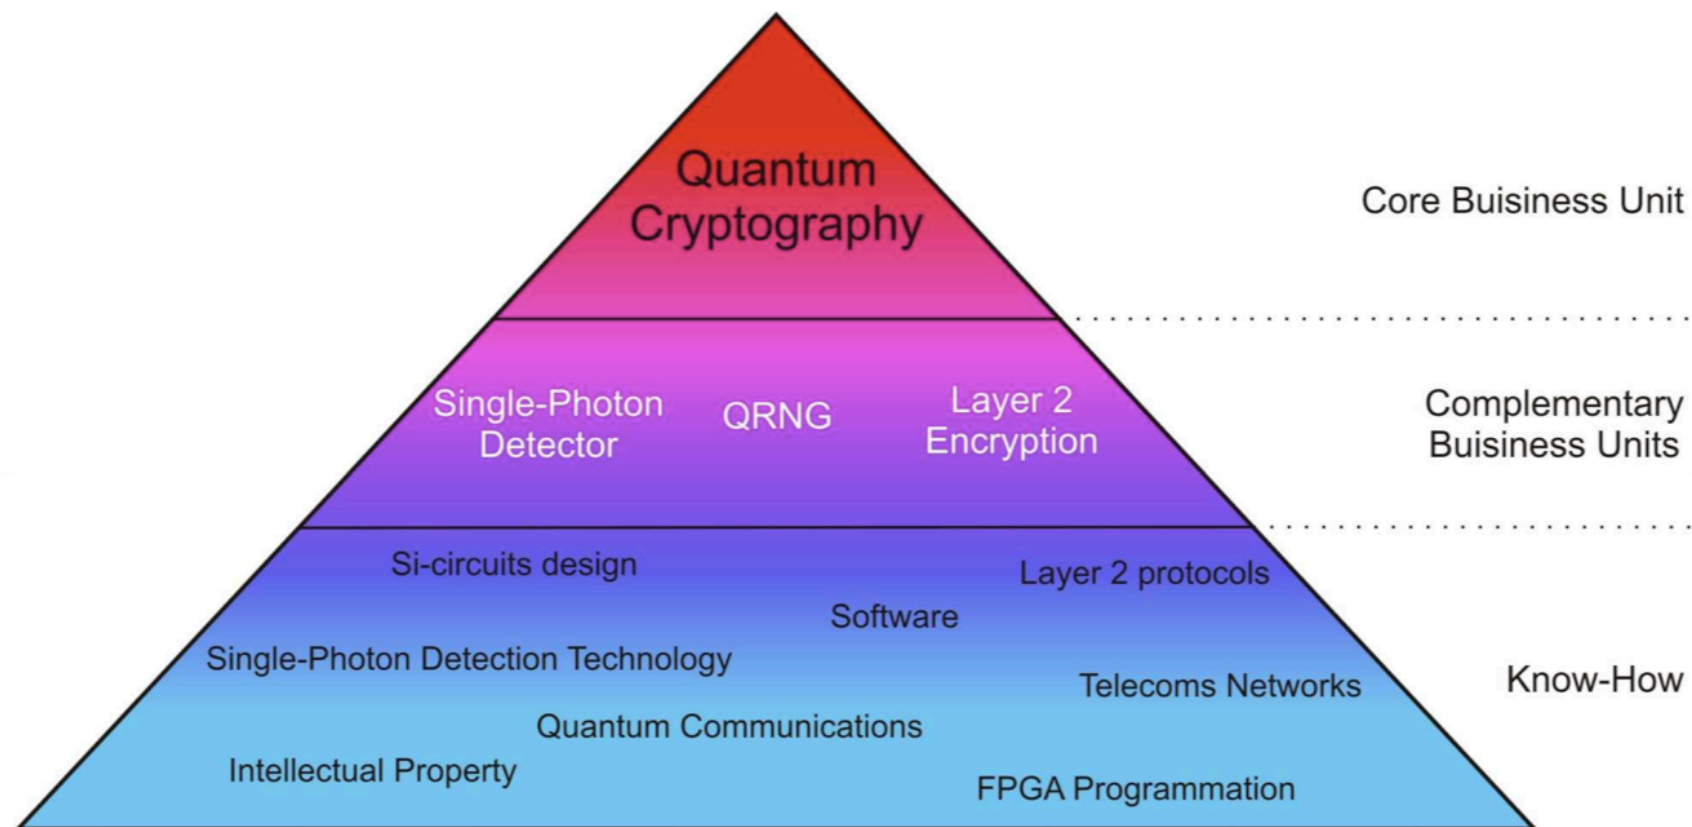 Quantum
Cryptography
Core Buisiness Unit
Single-Photon
Detector
QRNG
Layer 2
Encryption
Complementary
Buisiness Units
Si-circuits design
Layer 2 protocols
Software
Single-Photon Detection Technology
Telecoms Networks
Know-How
Quantum Communications
Intellectual Property
FPGA Programmation